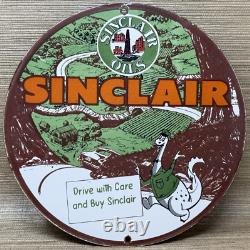 SINCLAIR
OILS
SINCLAIR
Drive with Care
and Buy Sinclair